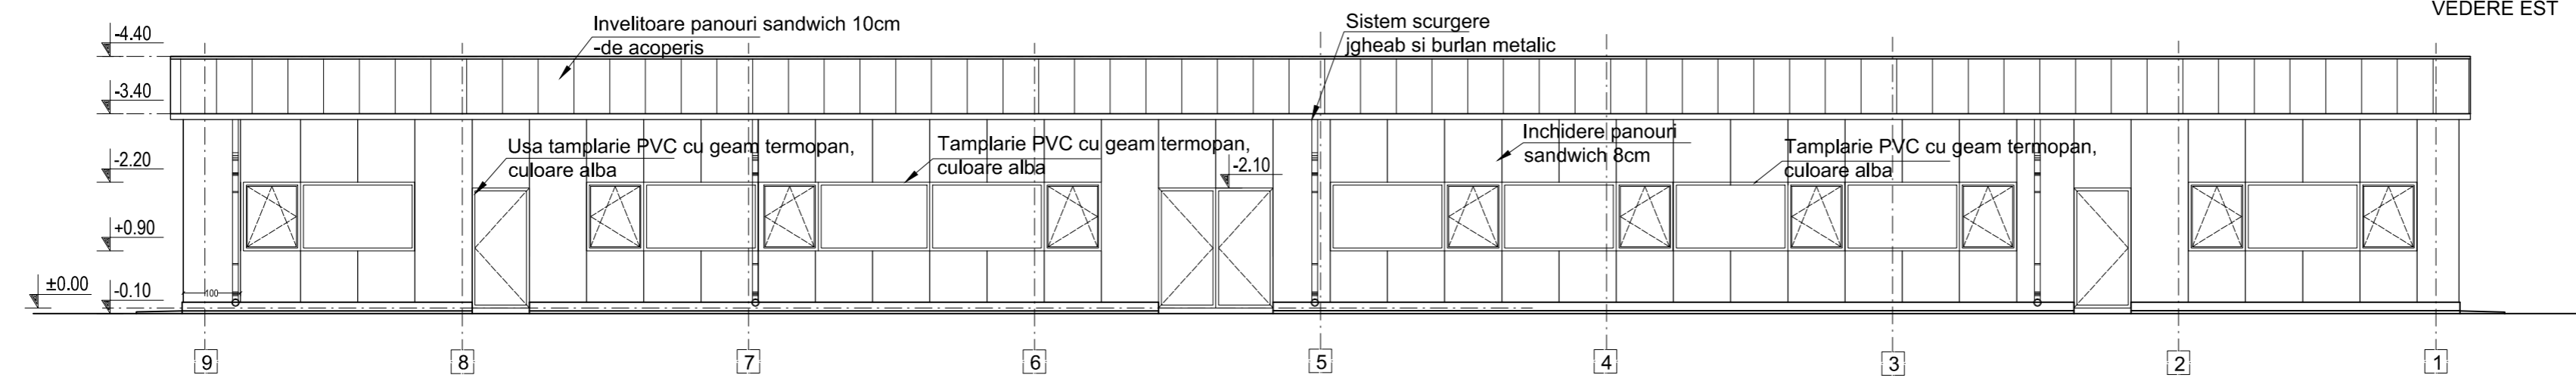 VEDERE EST
Invelitoare panouri sandwich 10cm
-de acoperis
Sistem scurgere
jgheab si burlan metalic
-4.40
-3.40
-2.20
+0.90
±0.00
-0.10
100
Usa tamplarie PVC cu geam termopan,
culoare alba
Tamplarie PVC cu geam termopan,
culoare alba
-2.10
Inchidere panouri
sandwich 8cm
Tamplarie PVC cu geam termopan,
culoare alba
9 8 7 6 5 4 3 2 1